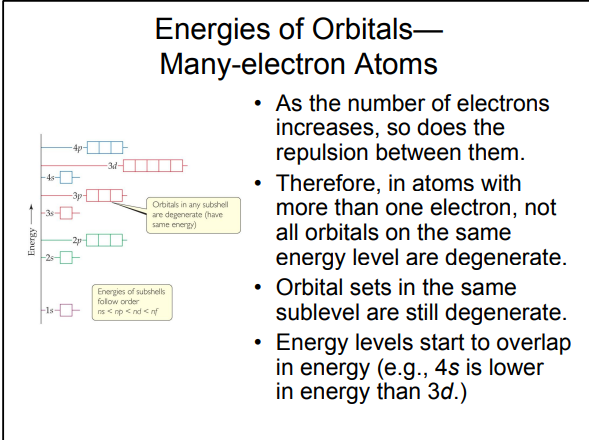 Energies of Orbitals—
Many-electron Atoms
• As the number of electrons
increases, so does the
repulsion between them.
• Therefore, in atoms with
more than one electron, not
all orbitals on the same
energy level are degenerate.
• Orbital sets in the same
sublevel are still degenerate.
• Energy levels start to overlap
in energy (e.g., 4s is lower
in energy than 3d.)
Energy
4p
3d
4s
3p
Orbitals in any subshell
are degenerate (have
same energy)
3s
2p
2s
Energies of subshells
follow order
ns < np < nd < nf
1s